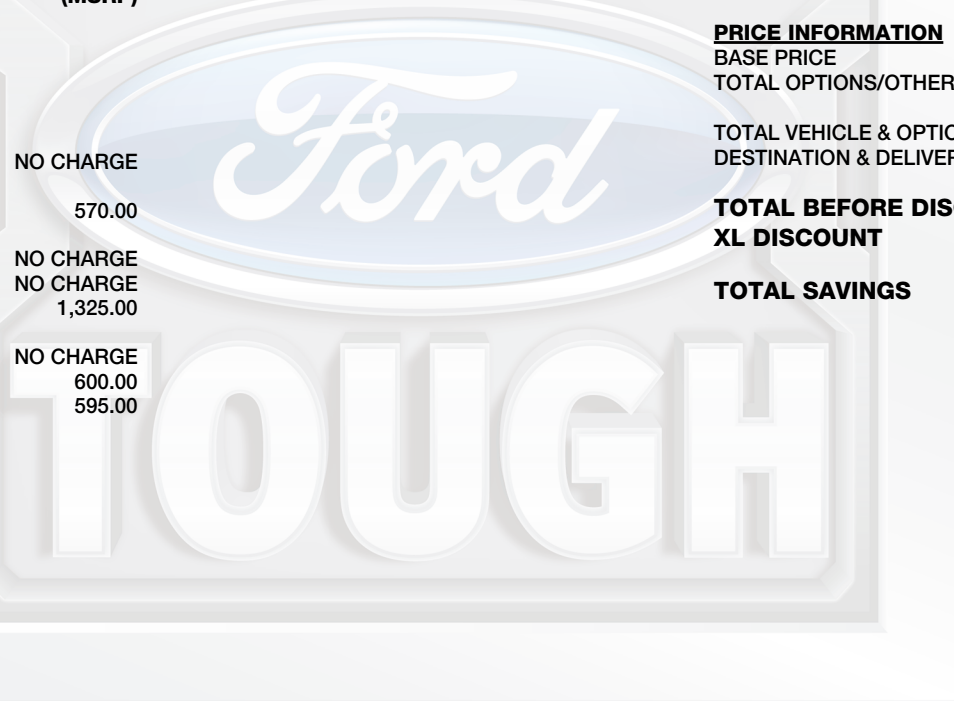 (MSRP)
NO CHARGE
570.00
NO CHARGE
NO CHARGE
1,325.00
NO CHARGE
600.00
595.00
Ford
TOUGH
PRICE INFORMATION
BASE PRICE
TOTAL OPTIONS/OTHER
TOTAL VEHICLE & OPTIO
DESTINATION & DELIVER
TOTAL BEFORE DISC
XL DISCOUNT
TOTAL SAVINGS